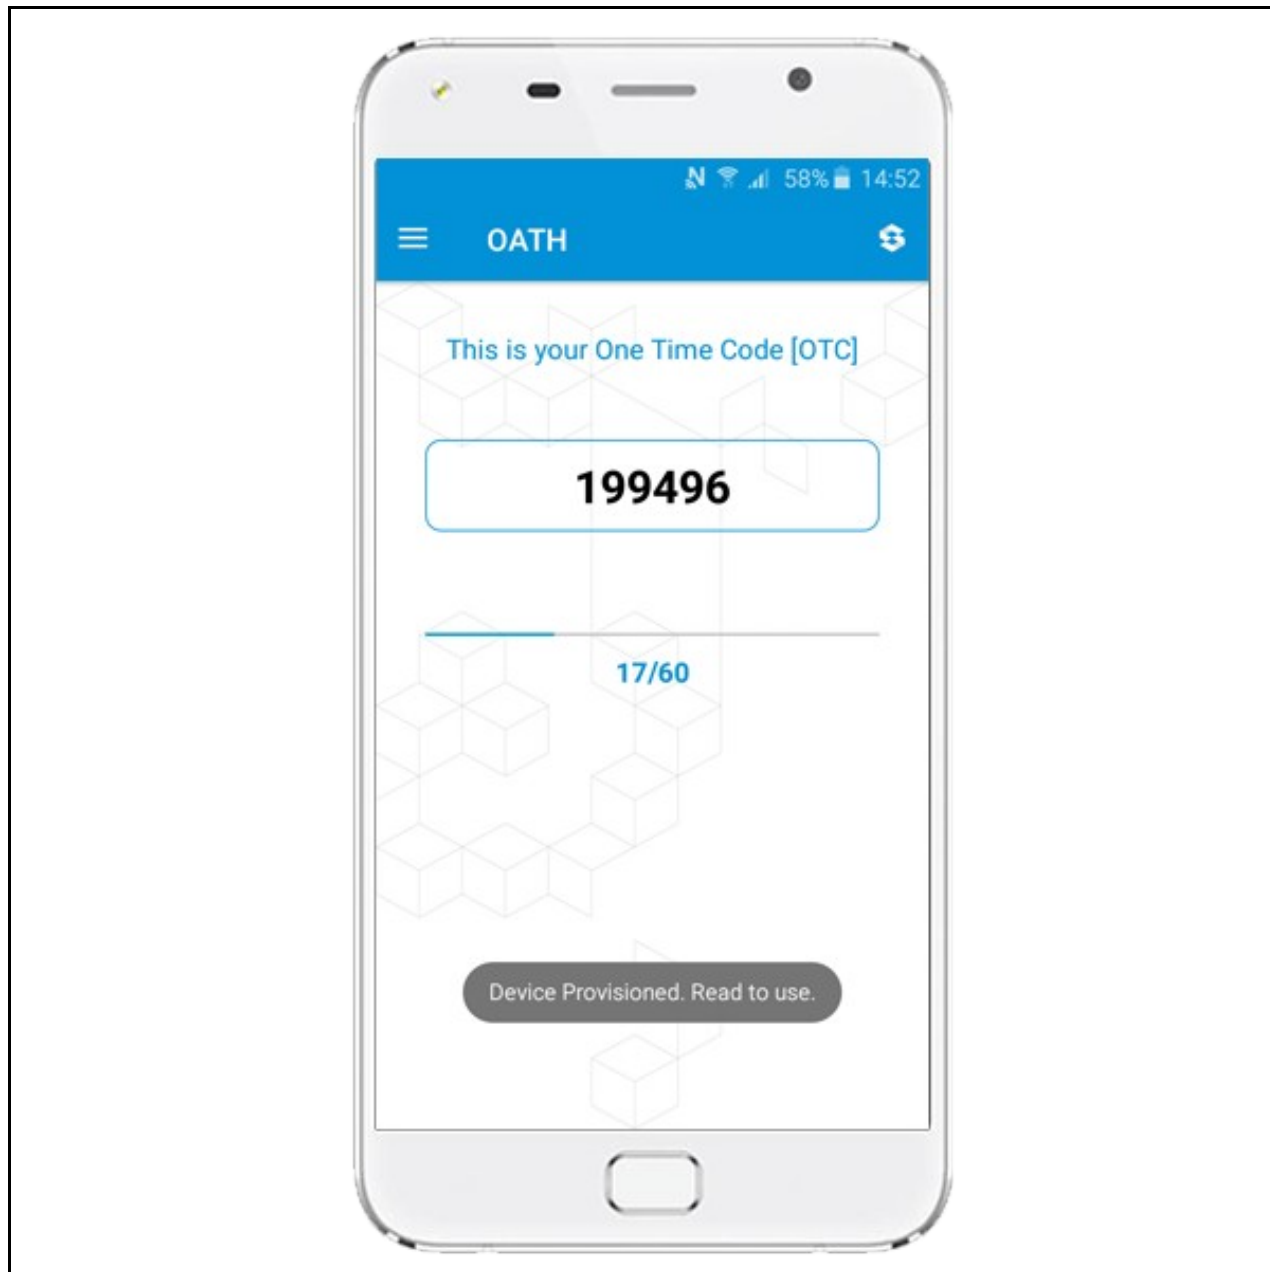 58% 14:52
OATH
This is your One Time Code [OTC]
199496
17/60
Device Provisioned. Read to use.